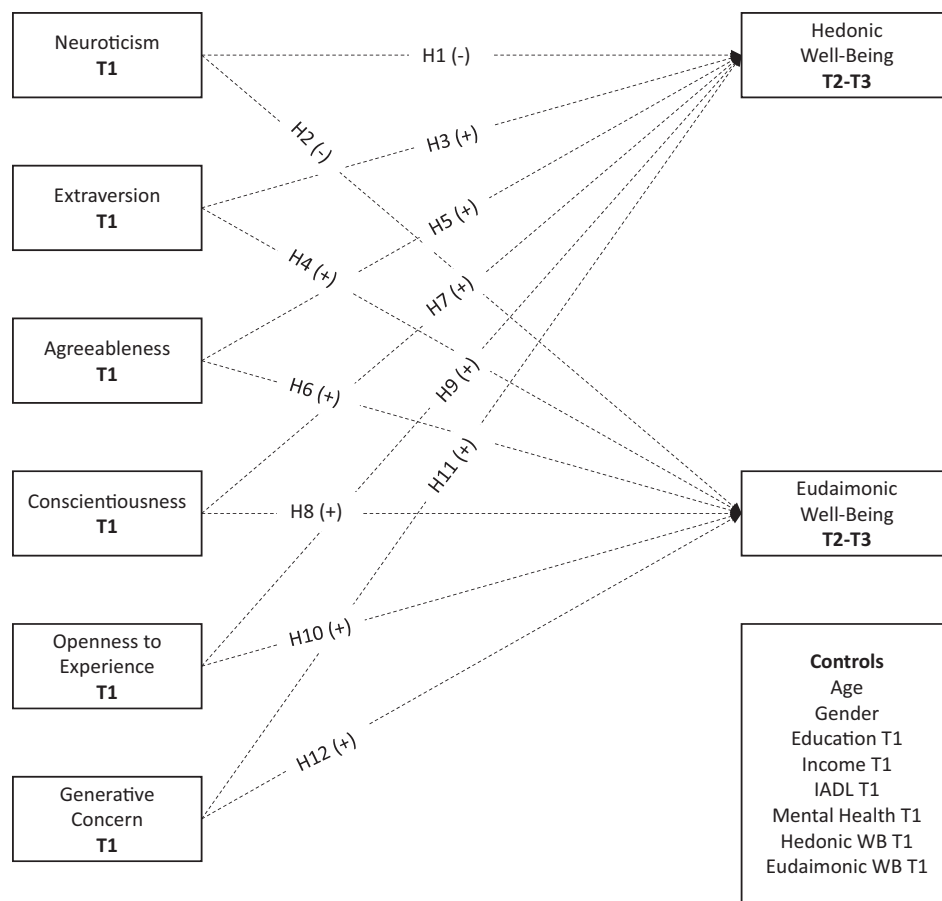 Neuroticism
T1
H1 (-)
Hedonic
Well-Being
T2-T3
H2 (-)
H3 (+)
Extraversion
T1
H5 (+)
H4 (+)
H7 (+)
Agreeableness
T1
H6 (+)
H9 (+)
H11 (+)
Conscientiousness
T1
H8 (+)
Eudaimonic
Well-Being
T2-T3
Openness to
Experience
T1
H10 (+)
H12 (+)
Generative
Concern
T1
Controls
Age
Gender
Education T1
Income T1
IADL T1
Mental Health T1
Hedonic WB T1
Eudaimonic WB T1